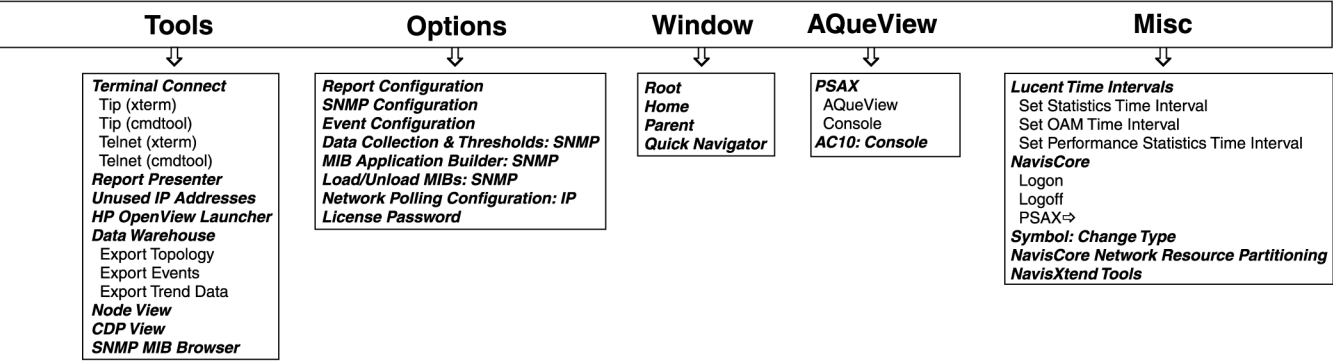 Tools
Options
Window
AQueView
Misc
Terminal Connect
Tip (xterm)
Tip (cmdtool)
Telnet (xterm)
Telnet (cmdtool)
Report Presenter
Unused IP Addresses
HP OpenView Launcher
Data Warehouse
Export Topology
Export Events
Export Trend Data
Node View
CDP View
SNMP MIB Browser
Report Configuration
SNMP Configuration
Event Configuration
Data Collection & Thresholds: SNMP
MIB Application Builder: SNMP
Load/Unload MIBs: SNMP
Network Polling Configuration: IP
License Password
Root
Home
Parent
Quick Navigator
PSAX
AQueView
Console
AC10: Console
Lucent Time Intervals
Set Statistics Time Interval
Set OAM Time Interval
Set Performance Statistics Time Interval
NavisCore
Logon
Logoff
PSAX⇨
Symbol: Change Type
NavisCore Network Resource Partitioning
NavisXtend Tools